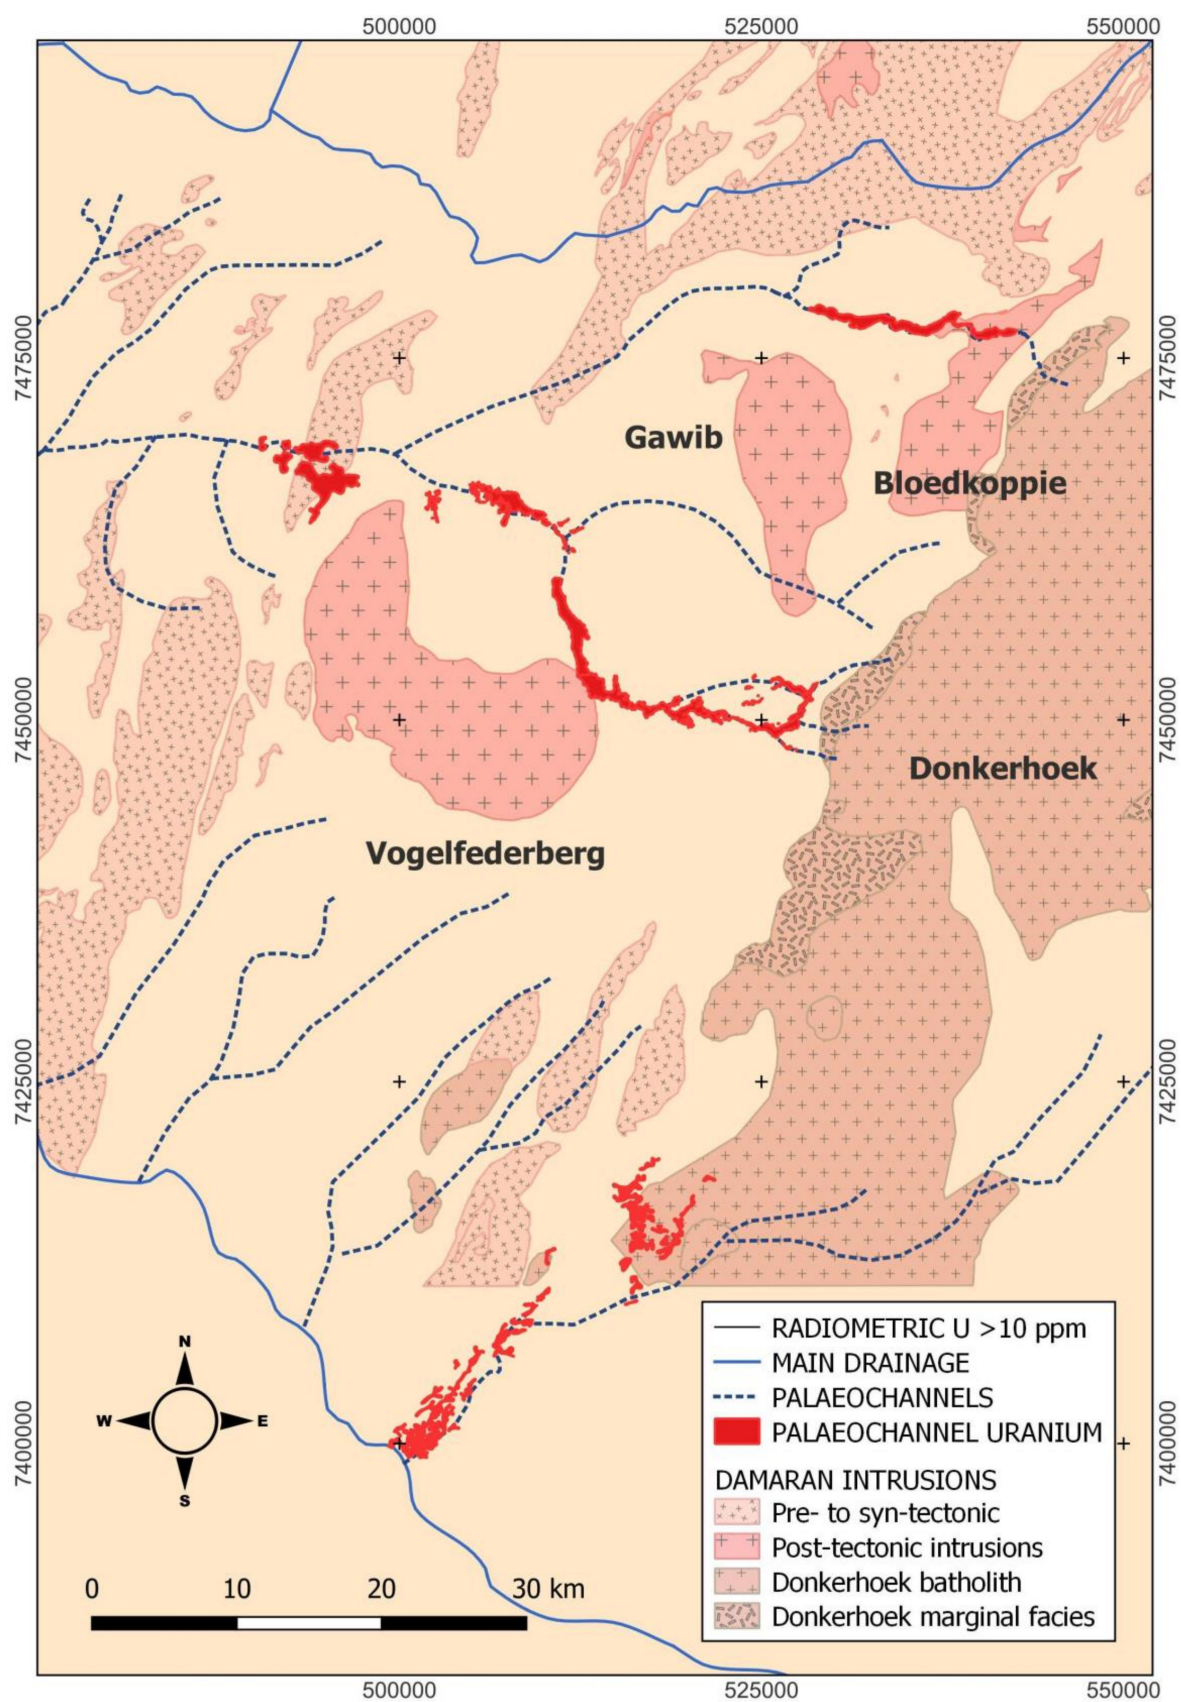 500000 525000 550000
7475000 7475000
Gawib
Bloedkoppie
7450000 7450000
Donkerhoek
Vogelfederberg
7425000 7425000
7400000 7400000
N
W E
S
0 10 20 30 km
RADIOMETRIC U >10 ppm
MAIN DRAINAGE
PALAEOCHANNELS
PALAEOCHANNEL URANIUM
DAMARAN INTRUSIONS
Pre- to syn-tectonic
Post-tectonic intrusions
Donkerhoek batholith
Donkerhoek marginal facies
500000 525000 550000